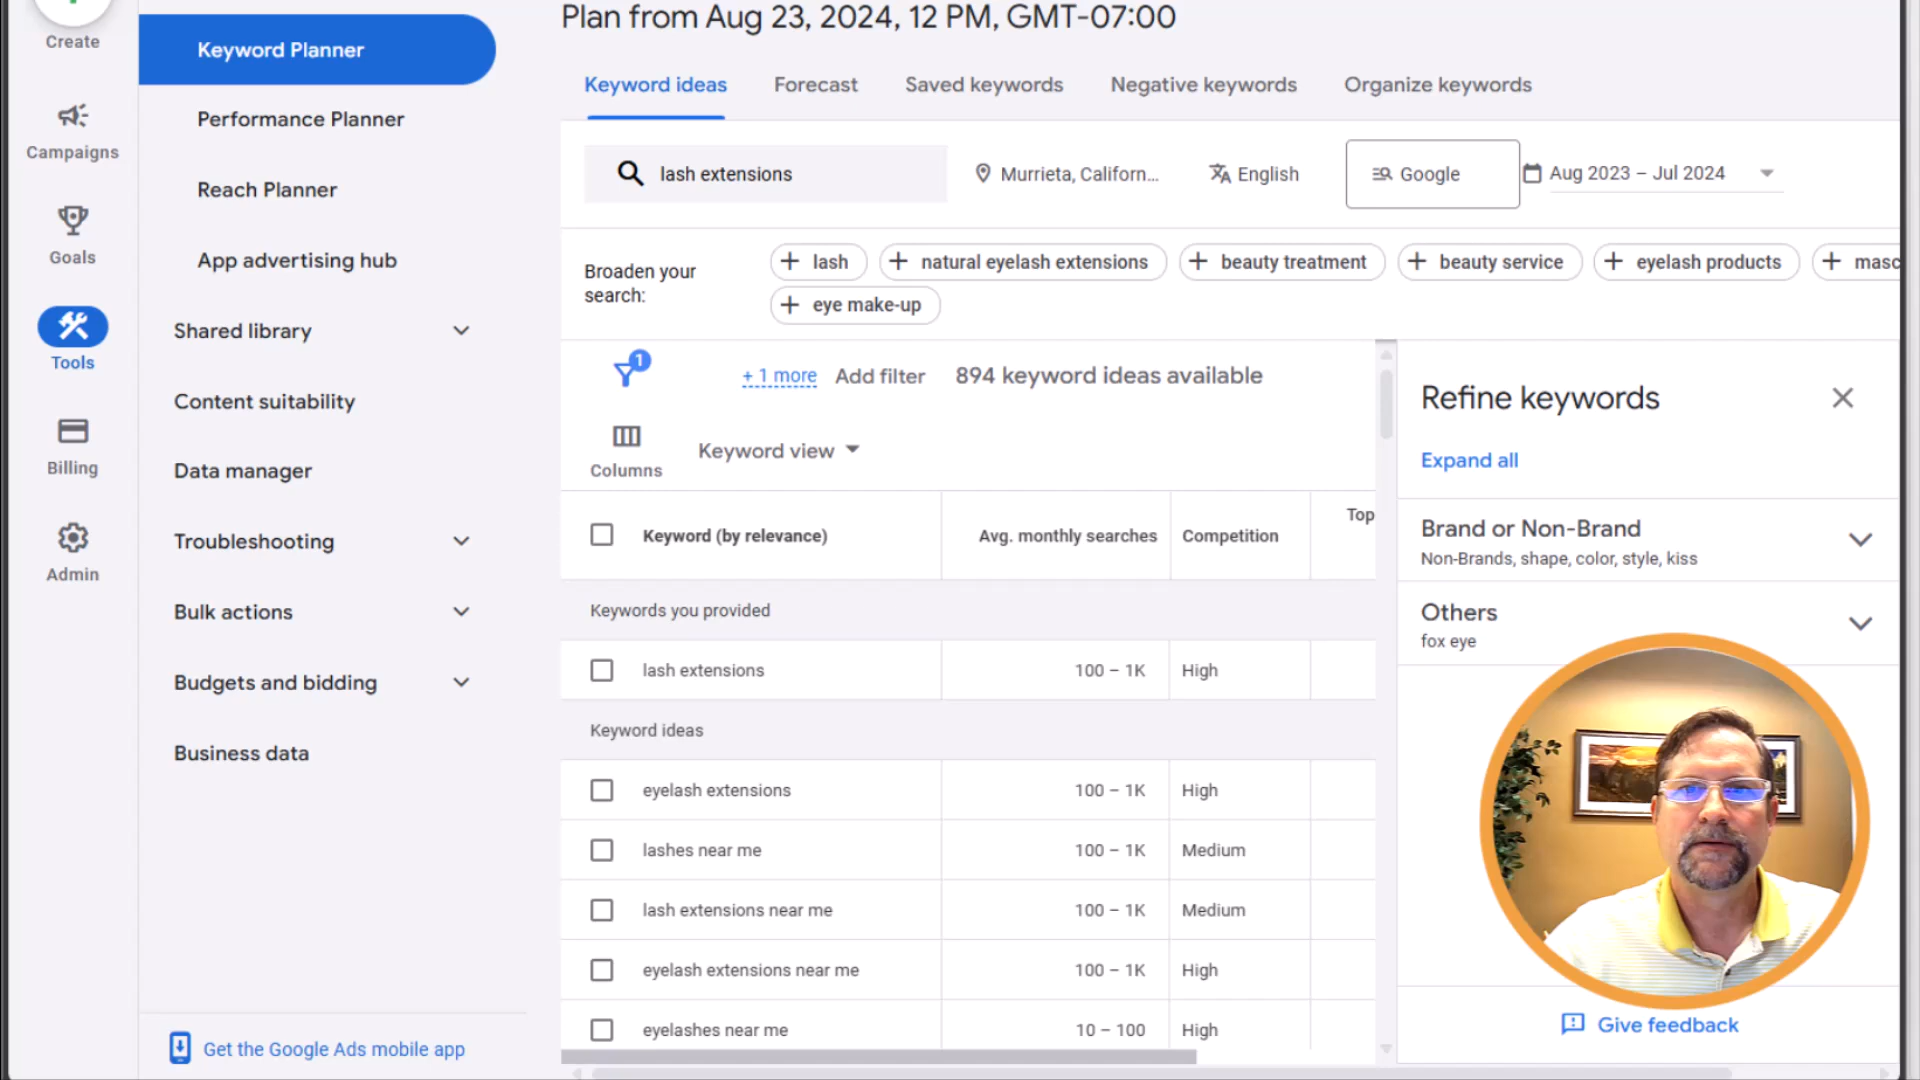 Plan from Aug 23, 2024, 12 PM, GMT-07:00
Create
Campaigns
Goals
Tools
Billing
Admin
Keyword Planner
Performance Planner
Reach Planner
App advertising hub
Shared library
Content suitability
Data manager
Troubleshooting
Bulk actions
Budgets and bidding
Business data
Get the Google Ads mobile app
Keyword ideas Forecast Saved keywords Negative keywords Organize keywords
lash extensions Murrieta, Californ... English Google Aug 2023 – Jul 2024
Broaden your
search:
+ lash + natural eyelash extensions + beauty treatment + beauty service + eyelash products + masc
+ eye make-up
1
+ 1 more Add filter 894 keyword ideas available
Columns Keyword view
Keyword (by relevance) Avg. monthly searches Competition Top
Keywords you provided
lash extensions 100 – 1K High
Keyword ideas
eyelash extensions 100 – 1K High
lashes near me 100 – 1K Medium
lash extensions near me 100 – 1K Medium
eyelash extensions near me 100 – 1K High
eyelashes near me 10 – 100 High
Refine keywords
Expand all
Brand or Non-Brand
Non-Brands, shape, color, style, kiss
Others
fox eye
Give feedback